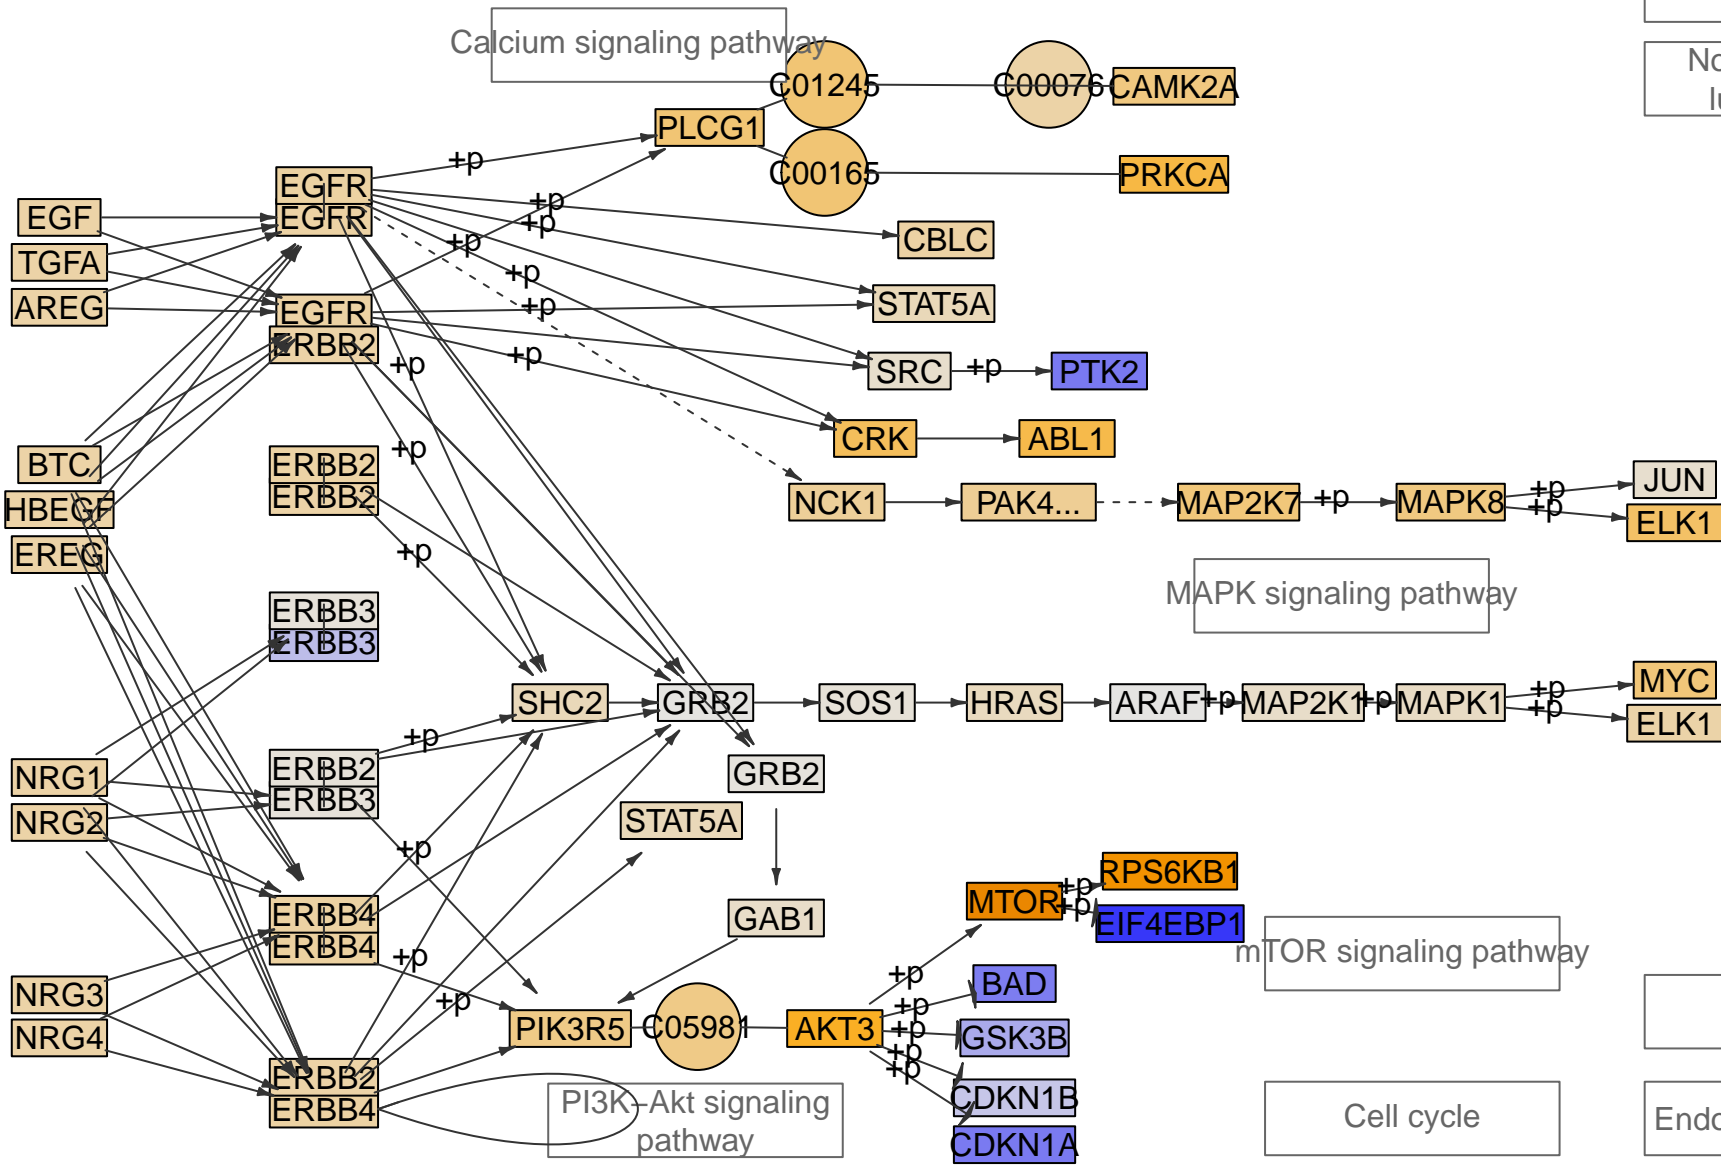 Calcium signaling pathway
No
lu
C01245
C00076
CAMK2A
PLCG1
C00165
PRKCA
+p
EGFR
EGFR
EGF
TGFA
AREG
+p
+p
+p
+p
CBLC
EGFR
ERBB2
+p
STAT5A
+p
+p
SRC
+p
PTK2
CRK
ABL1
BTC
HBEGF
EREG
ERBB2
ERBB2
+p
+p
NCK1
PAK4...
MAP2K7
+p
MAPK8
+p
+p
JUN
ELK1
MAPK signaling pathway
ERBB3
ERBB3
SHC2
GRB2
SOS1
HRAS
ARAF
+p
MAP2K1
+p
MAPK1
+p
+p
MYC
ELK1
+p
NRG1
NRG2
ERBB2
ERBB3
GRB2
STAT5A
+p
GAB1
MTOR
+p
+p
RPS6KB1
EIF4EBP1
ERBB4
ERBB4
+p
+p
mTOR signaling pathway
NRG3
NRG4
PIK3R5
C05981
AKT3
+p
+p
+p
+p
+p
BAD
GSK3B
CDKN1B
CDKN1A
ERBB2
ERBB4
PI3K−Akt signaling
pathway
Cell cycle
Endo